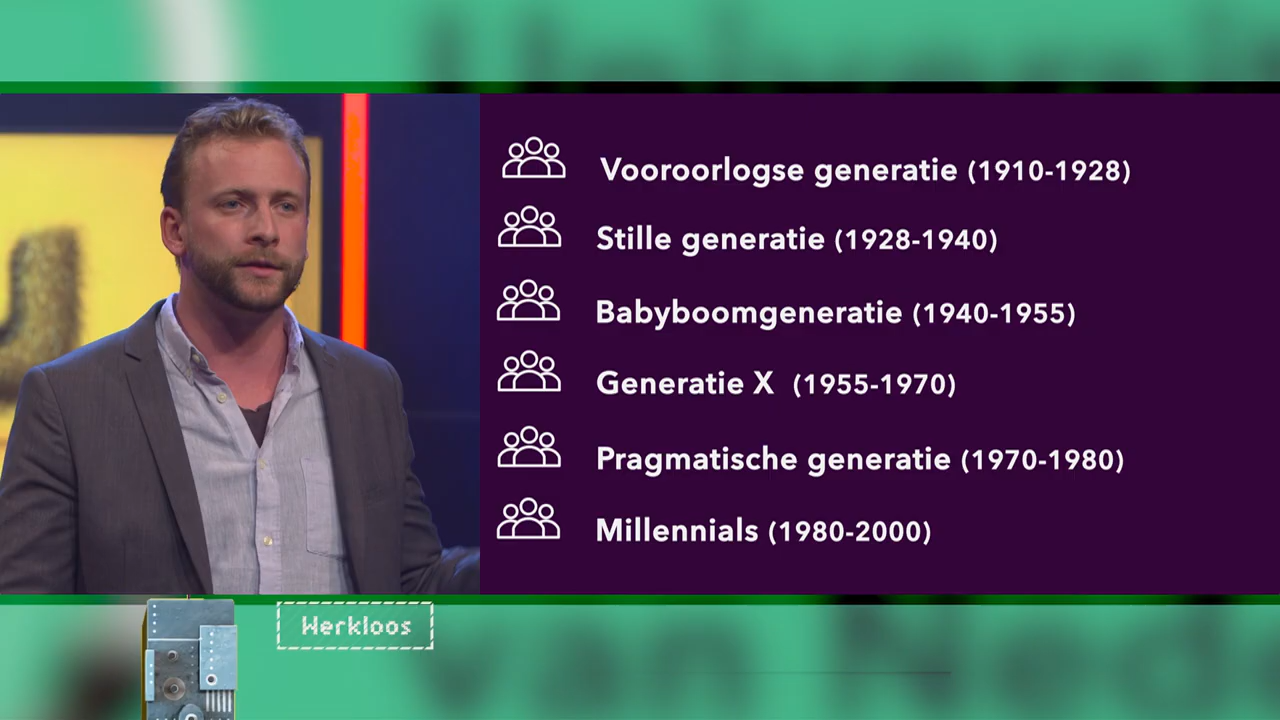 Vooroorlogse generatie (1910-1928)
Stille generatie (1928-1940)
Babyboomgeneratie (1940-1955)
Generatie X (1955-1970)
Pragmatische generatie (1970-1980)
Millennials (1980-2000)
Werkloos